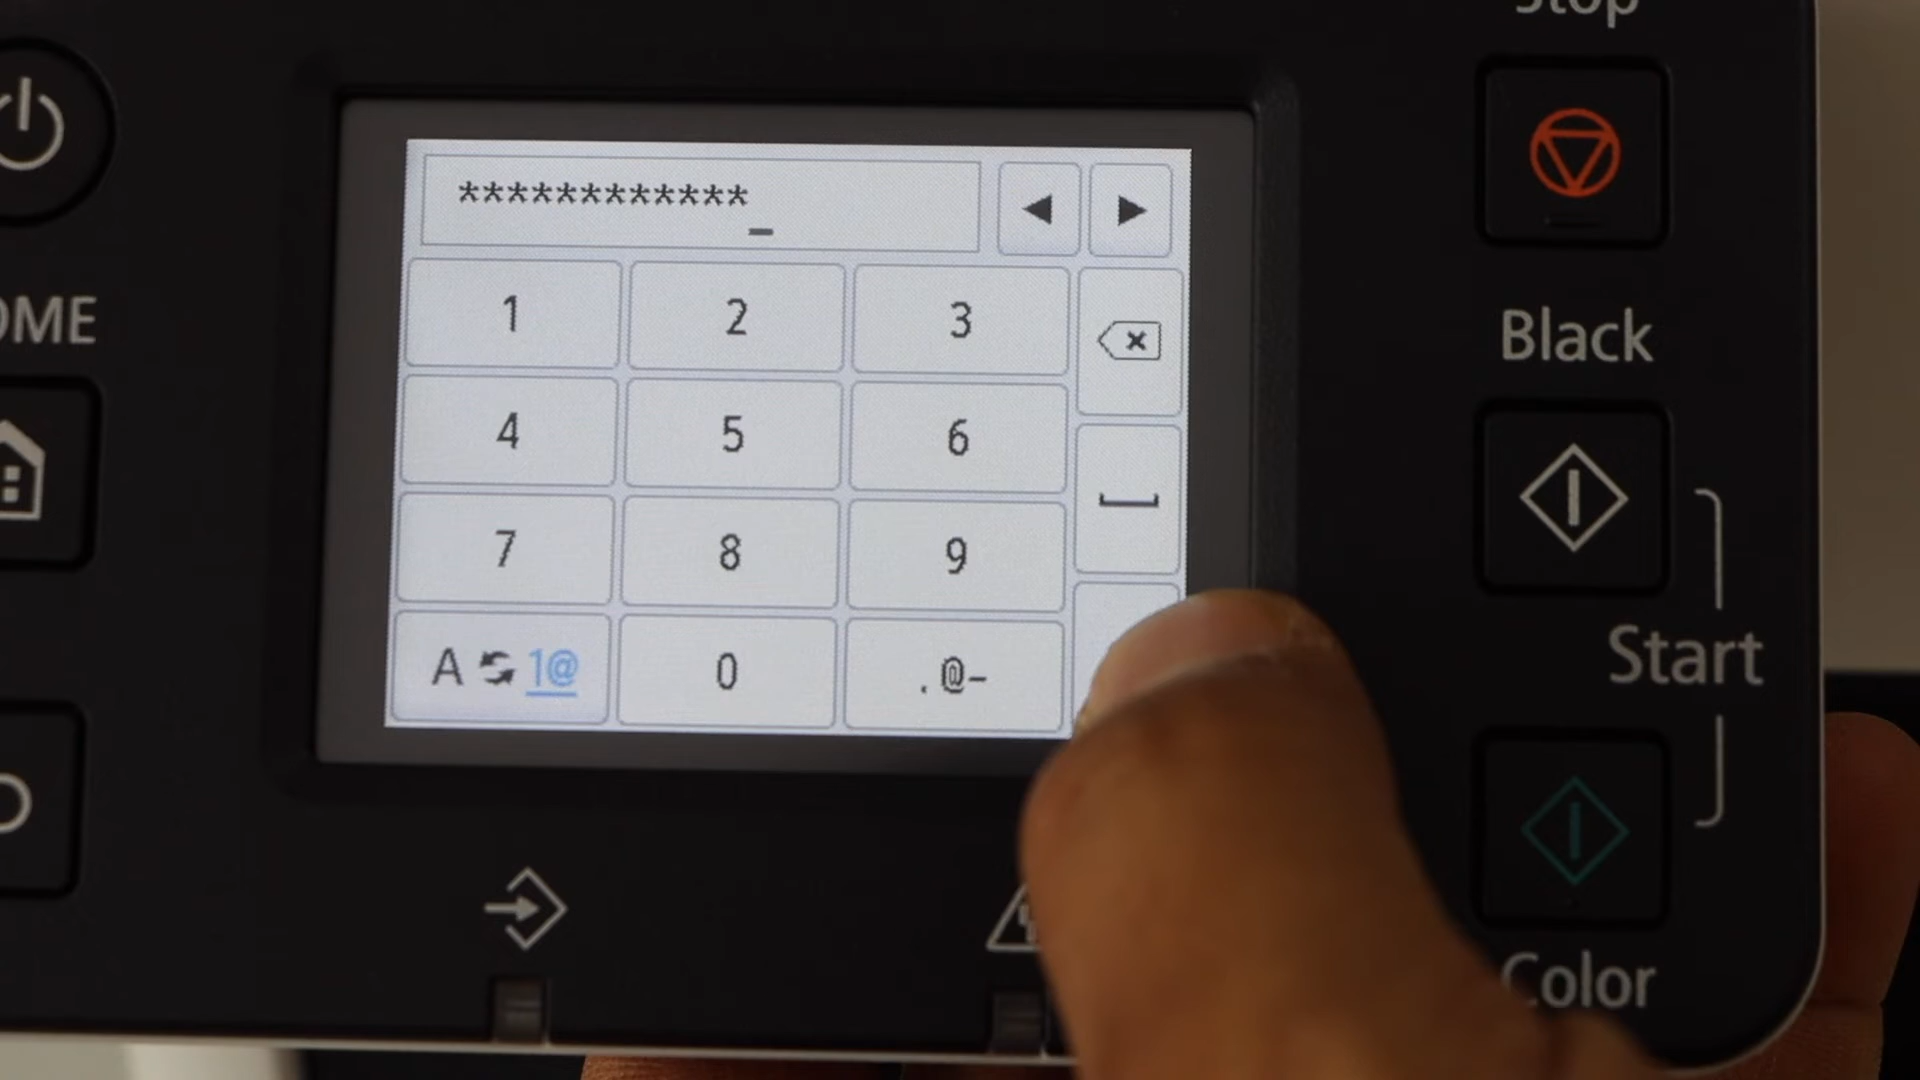 Stop
************_
1 2 3
4 5 6
7 8 9
A 1@ 0 .@-
OME
Black
Start
Color